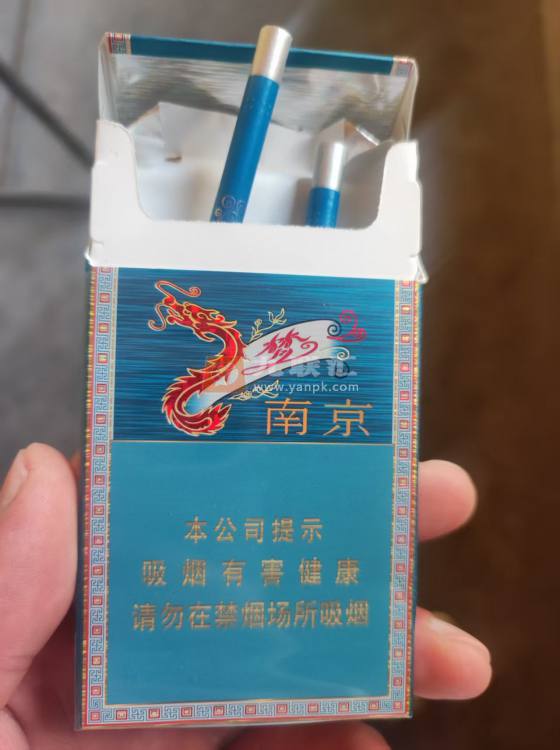 梦
南京
www.yanpk.com
本公司提示
吸烟有害健康
请勿在禁烟场所吸烟